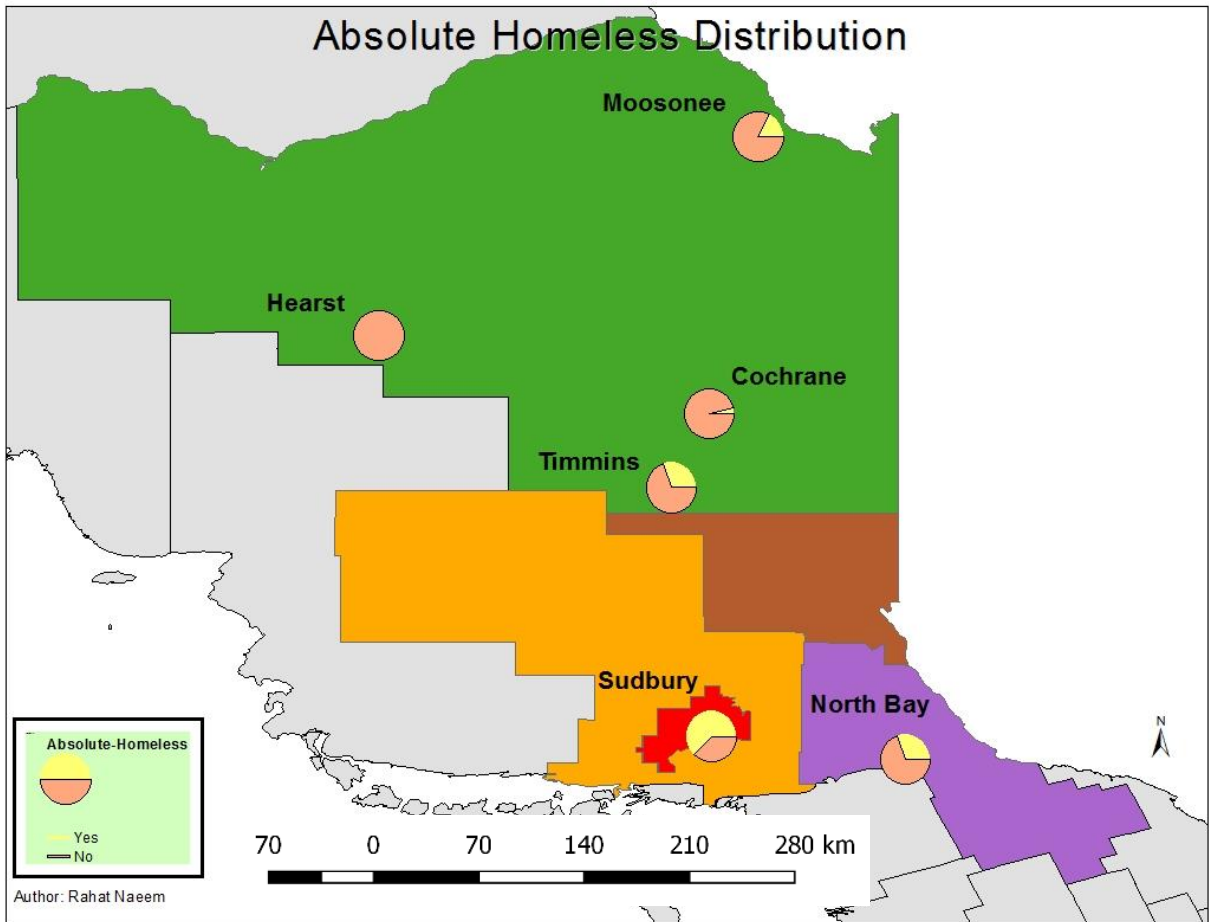 Absolute Homeless Distribution
Moosonee
Hearst
Cochrane
Timmins
Sudbury
North Bay
N
Absolute-Homeless
Yes
No
70 0 70 140 210 280 km
Author: Rahat Naeem